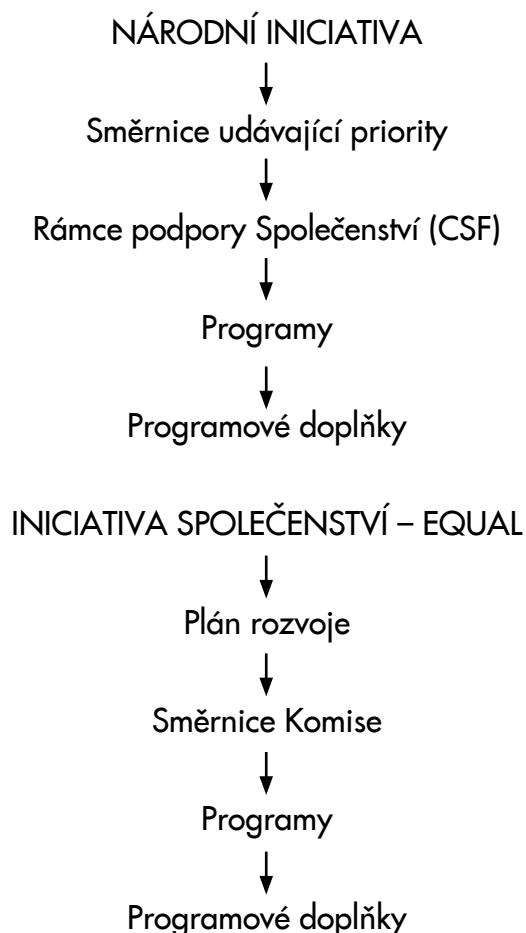 NÁRODNÍ INICIATIVA
Směrnice udávající priority
Rámce podpory Společenství (CSF)
Programy
Programové doplňky
INICIATIVA SPOLEČENSTVÍ – EQUAL
Plán rozvoje
Směrnice Komise
Programy
Programové doplňky